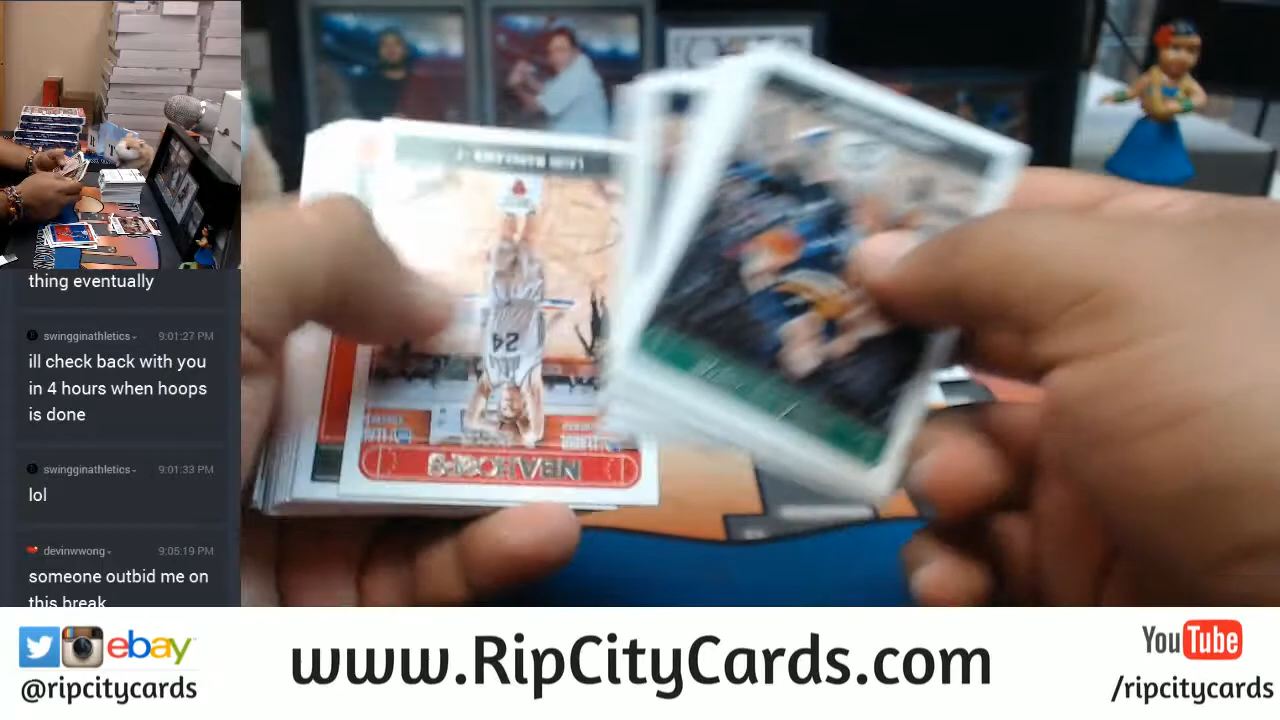 thing eventually
swingginathletics 9:01:27 PM
ill check back with you
in 4 hours when hoops
is done
swingginathletics 9:01:33 PM
lol
devinwwong 9:05:19 PM
someone outbid me on
this break
24
NBA HOOPS
ebay
@ripcitycards
www.RipCityCards.com
YouTube
/ripcitycards